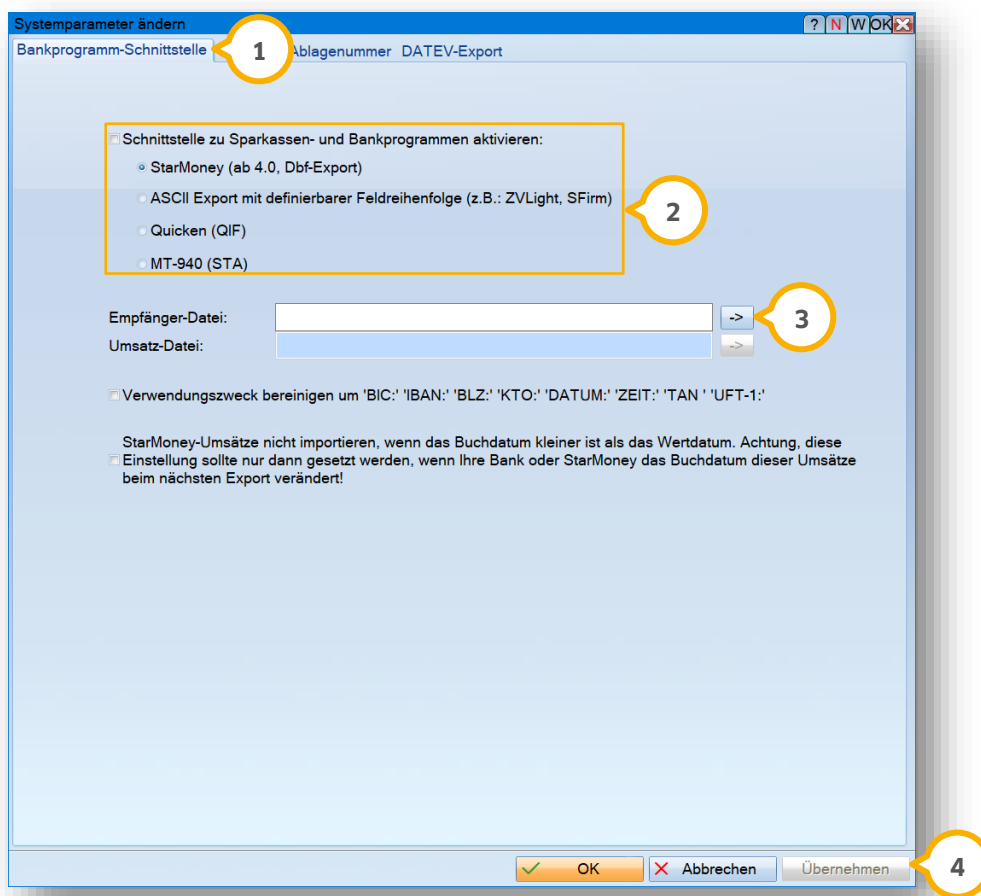 Systemparameter ändern
? N W OK
Bankprogramm-Schnittstelle 1 Ablagenummer DATEV-Export
Schnittstelle zu Sparkassen- und Bankprogrammen aktivieren:
StarMoney (ab 4.0, Dbf-Export)
ASCII Export mit definierbarer Feldreihenfolge (z.B.: ZVLight, SFirm)
2
Quicken (QIF)
MT-940 (STA)
Empfänger-Datei: -> 3
Umsatz-Datei: ->
Verwendungszweck bereinigen um 'BIC:' 'IBAN:' 'BLZ:' 'KTO:' 'DATUM:' 'ZEIT:' 'TAN ' 'UFT-1:'
StarMoney-Umsätze nicht importieren, wenn das Buchdatum kleiner ist als das Wertdatum. Achtung, diese
Einstellung sollte nur dann gesetzt werden, wenn Ihre Bank oder StarMoney das Buchdatum dieser Umsätze
beim nächsten Export verändert!
OK Abbrechen Übernehmen 4